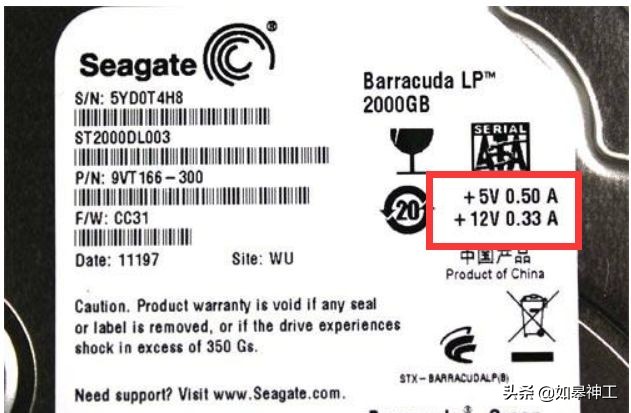 Seagate®
S/N: 5YD0T4H8
ST2000DL003
P/N: 9VT166-300
F/W: CC31
Date: 11197 Site: WU
Caution. Product warranty is void if any seal
or label is removed, or if the drive experiences
shock in excess of 350 Gs.
Need support? Visit www.Seagate.com.
Barracuda LP™
2000GB
SERIAL
ATA
20
+5V 0.50 A
+12V 0.33 A
中国产品
Product of China
STX-BARRACUDALP(B)
头条 @如皋神工